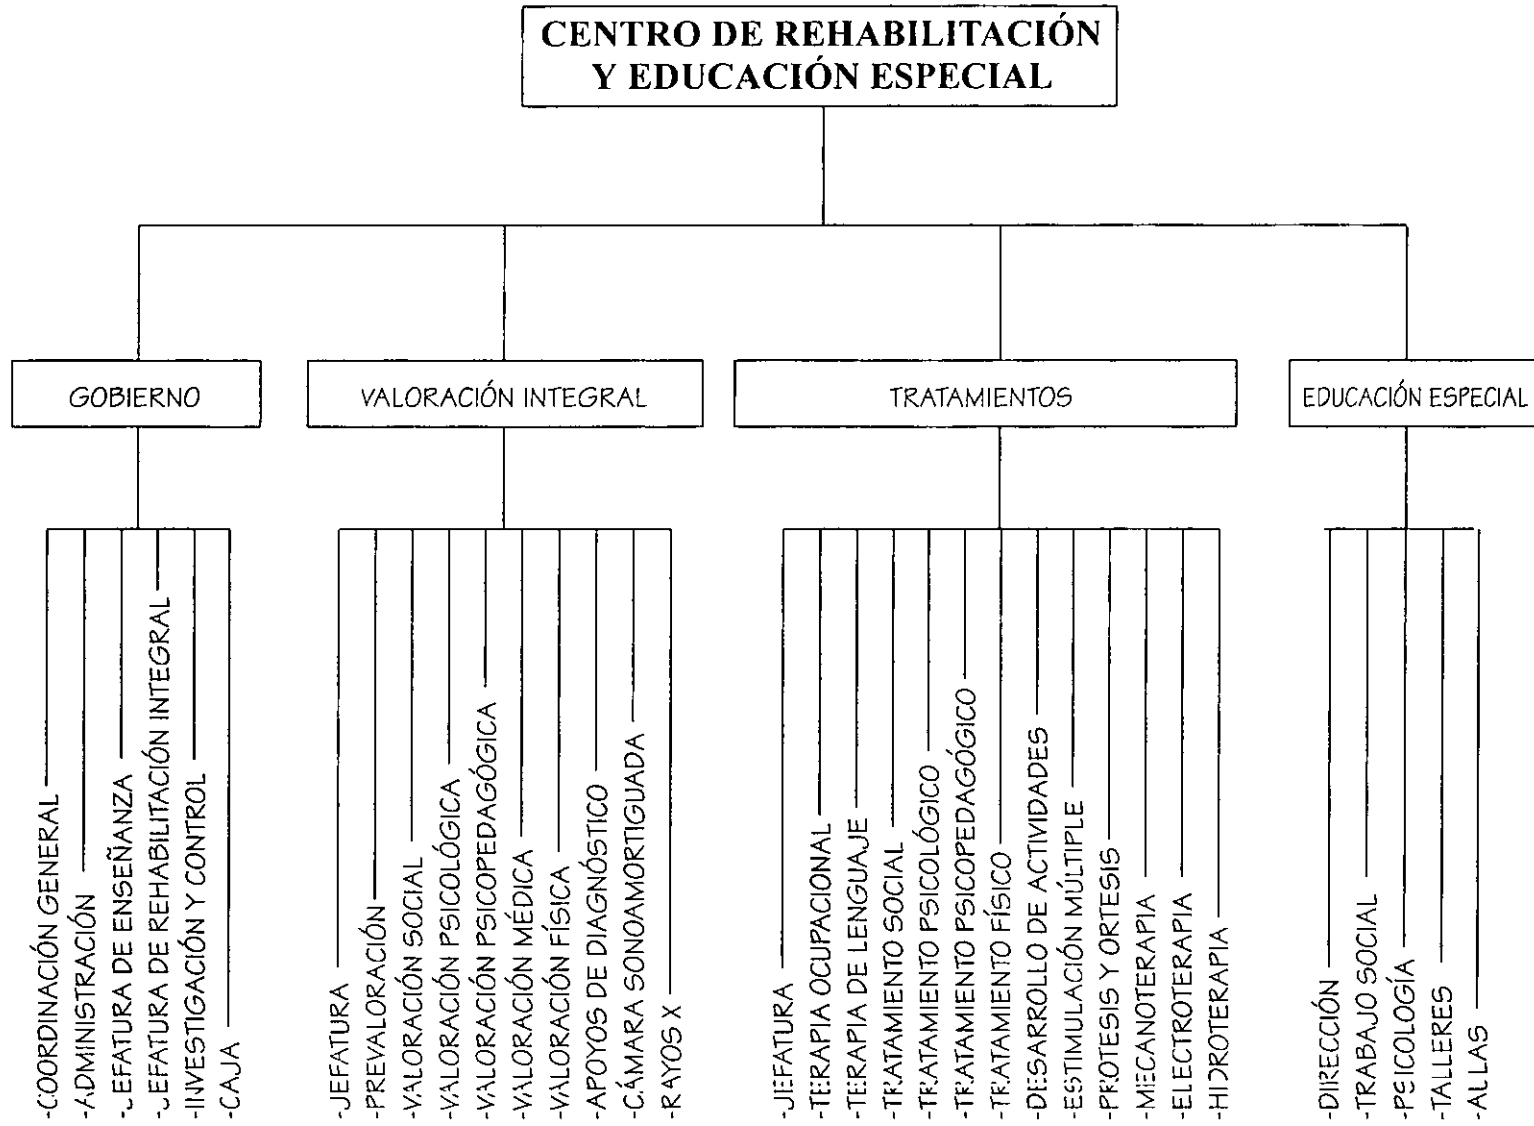 CENTRO DE REHABILITACIÓN
Y EDUCACIÓN ESPECIAL
GOBIERNO
VALORACIÓN INTEGRAL
TRATAMIENTOS
EDUCACIÓN ESPECIAL
-COORDINACIÓN GENERAL
-ADMINISTRACIÓN
-JEFATURA DE ENSEÑANZA
-JEFATURA DE REHABILITACIÓN INTEGRAL
-INVESTIGACIÓN Y CONTROL
-CAJA
-JEFATURA
-PREVALORACIÓN
-VALORACIÓN SOCIAL
-VALORACIÓN PSICOLÓGICA
-VALORACIÓN PSICOPEDAGÓGICA
-VALORACIÓN MÉDICA
-VALORACIÓN FÍSICA
-APOYOS DE DIAGNÓSTICO
-CÁMARA SONOAMORTIGUADA
-RAYOS X
-JEFATURA
-TERAPIA OCUPACIONAL
-TERAPIA DE LENGUAJE
-TRATAMIENTO SOCIAL
-TRATAMIENTO PSICOLÓGICO
-TRATAMIENTO PSICOPEDAGÓGICO
-TRATAMIENTO FÍSICO
-DESARROLLO DE ACTIVIDADES
-ESTIMULACIÓN MÚLTIPLE
-PROTESIS Y ORTESIS
-MECANOTERAPIA
-ELECTROTERAPIA
-HIDROTERAPIA
-DIRECCIÓN
-TRABAJO SOCIAL
-PSICOLOGÍA
-TALLERES
-AULLAS